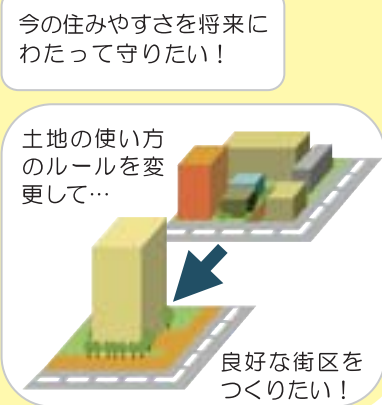 今の住みやすさを将来に
わたって守りたい！
土地の使い方
のルールを変
更して…
良好な街区を
つくりたい！